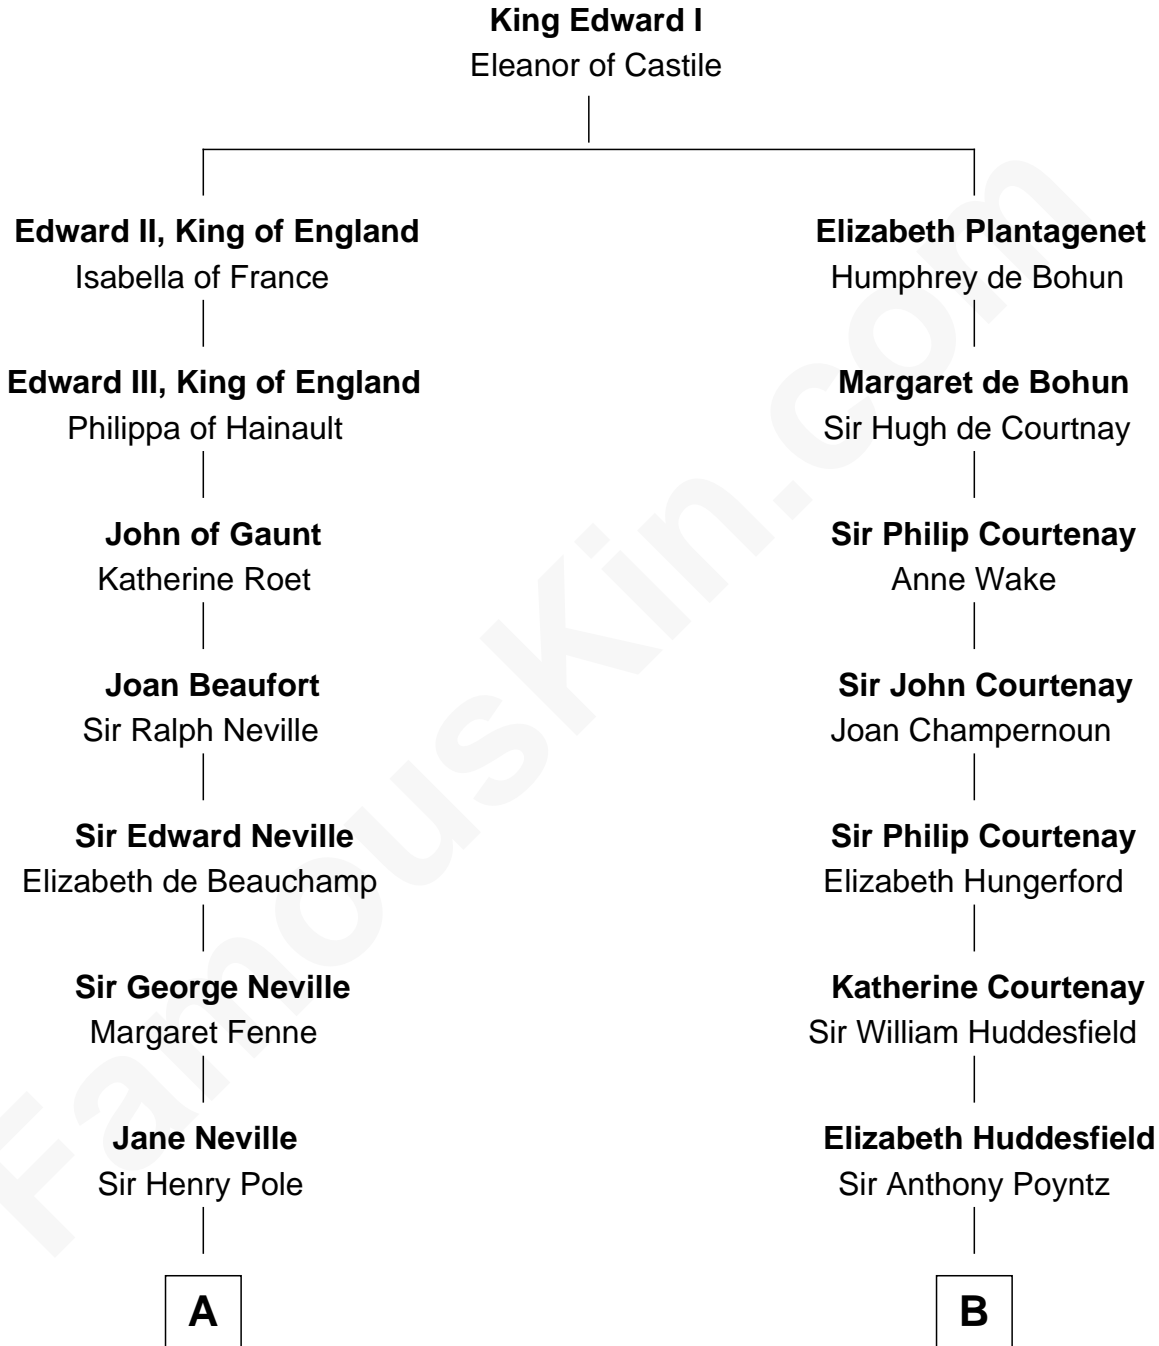 King Edward I
Eleanor of Castile
Edward II, King of England
Isabella of France
Elizabeth Plantagenet
Humphrey de Bohun
Edward III, King of England
Philippa of Hainault
Margaret de Bohun
Sir Hugh de Courtnay
John of Gaunt
Katherine Roet
Sir Philip Courtenay
Anne Wake
Joan Beaufort
Sir Ralph Neville
Sir John Courtenay
Joan Champernoun
Sir Edward Neville
Elizabeth de Beauchamp
Sir Philip Courtenay
Elizabeth Hungerford
Sir George Neville
Margaret Fenne
Katherine Courtenay
Sir William Huddesfield
Jane Neville
Sir Henry Pole
Elizabeth Huddesfield
Sir Anthony Poyntz
A
B
FamousKin.com